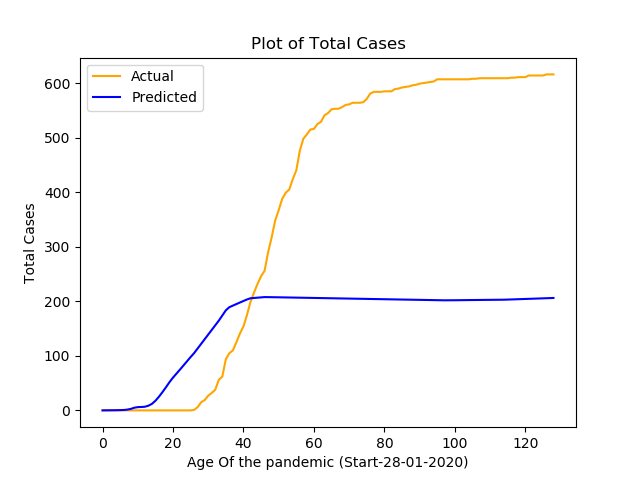 Plot of Total Cases
Actual
Predicted
Total Cases
600
500
400
300
200
100
0
0 20 40 60 80 100 120
Age Of the pandemic (Start-28-01-2020)